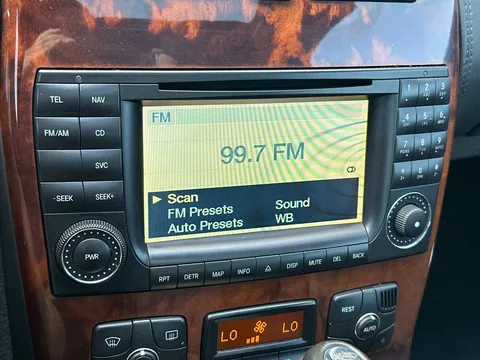 TEL
NAV
FM/AM
CD
SVC
-SEEK
SEEK+
PWR
FM
99.7 FM
Scan
FM Presets
Sound
Auto Presets
WB
1
2 ABC
3 DEF
4
5
6
7
8
9
0
RPT
DETR
MAP
INFO
DISP
MUTE
DEL
BACK
LO
LO
REST
AUTO